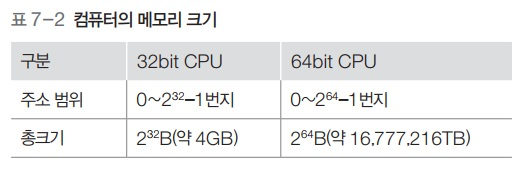 표 7-2 컴퓨터의 메모리 크기
구분 32bit CPU 64bit CPU
주소 범위 0~2³²-1번지 0~2⁶⁴-1번지
총크기 2³²B(약 4GB) 2⁶⁴B(약 16,777,216TB)